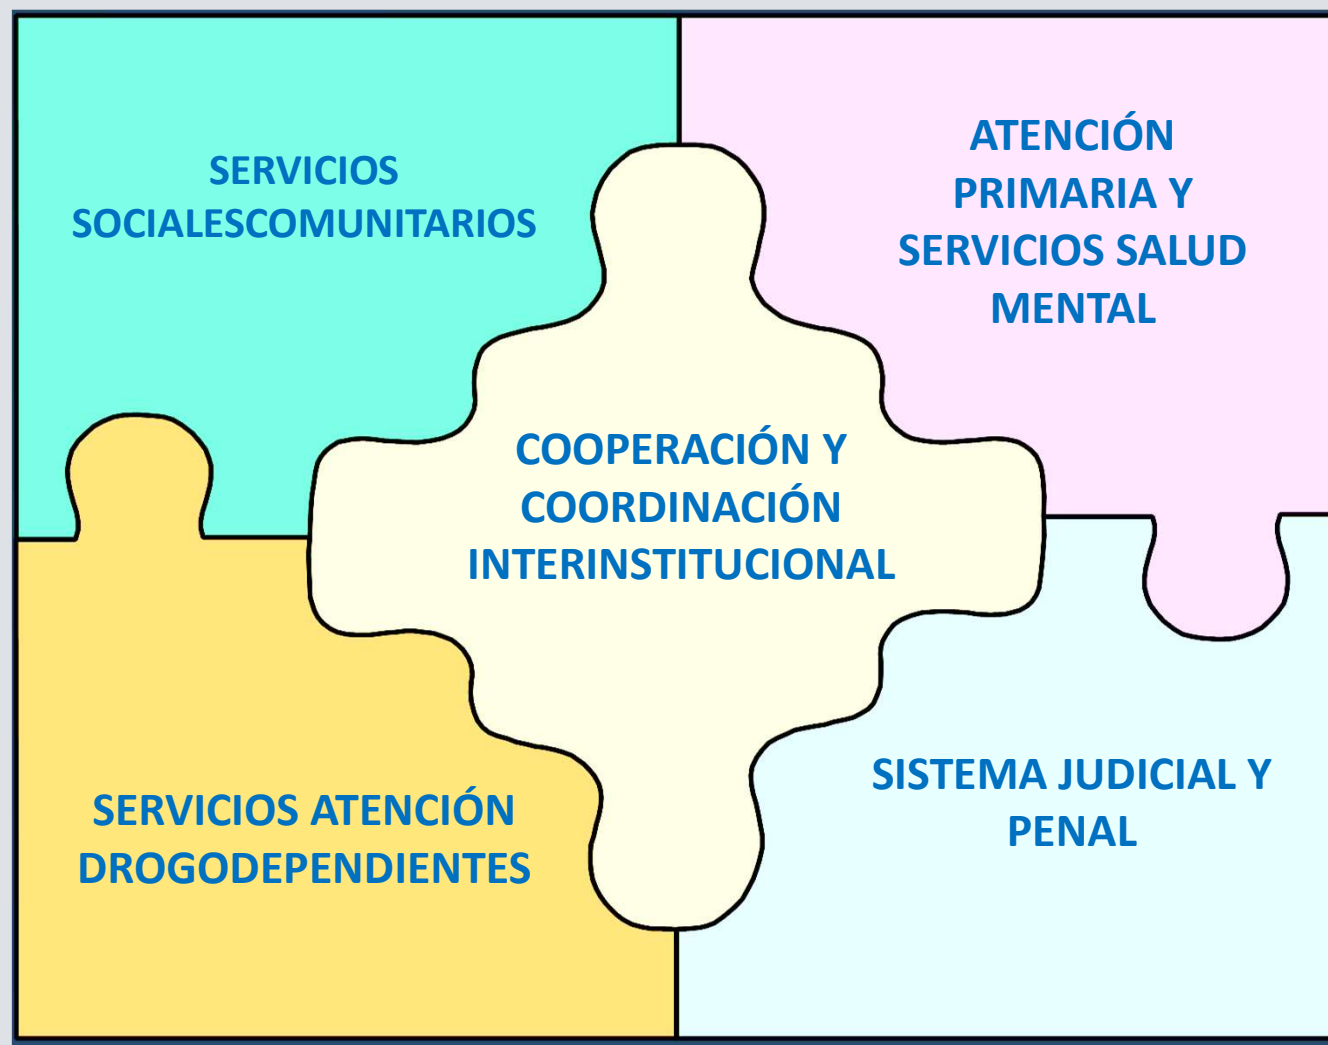 SERVICIOS
SOCIALESCOMUNITARIOS
ATENCIÓN
PRIMARIA Y
SERVICIOS SALUD
MENTAL
COOPERACIÓN Y
COORDINACIÓN
INTERINSTITUCIONAL
SERVICIOS ATENCIÓN
DROGODEPENDIENTES
SISTEMA JUDICIAL Y
PENAL